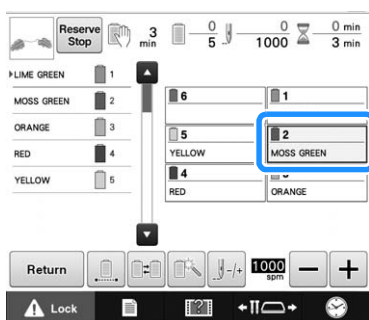 Reserve
Stop
3
min
0
5
0
1000
0 min
3 min
LIME GREEN 1
MOSS GREEN 2
ORANGE 3
RED 4
YELLOW 5
6
1
5
YELLOW
2
MOSS GREEN
4
RED
ORANGE
Return
-/+
1000
spm
− +
Lock
?